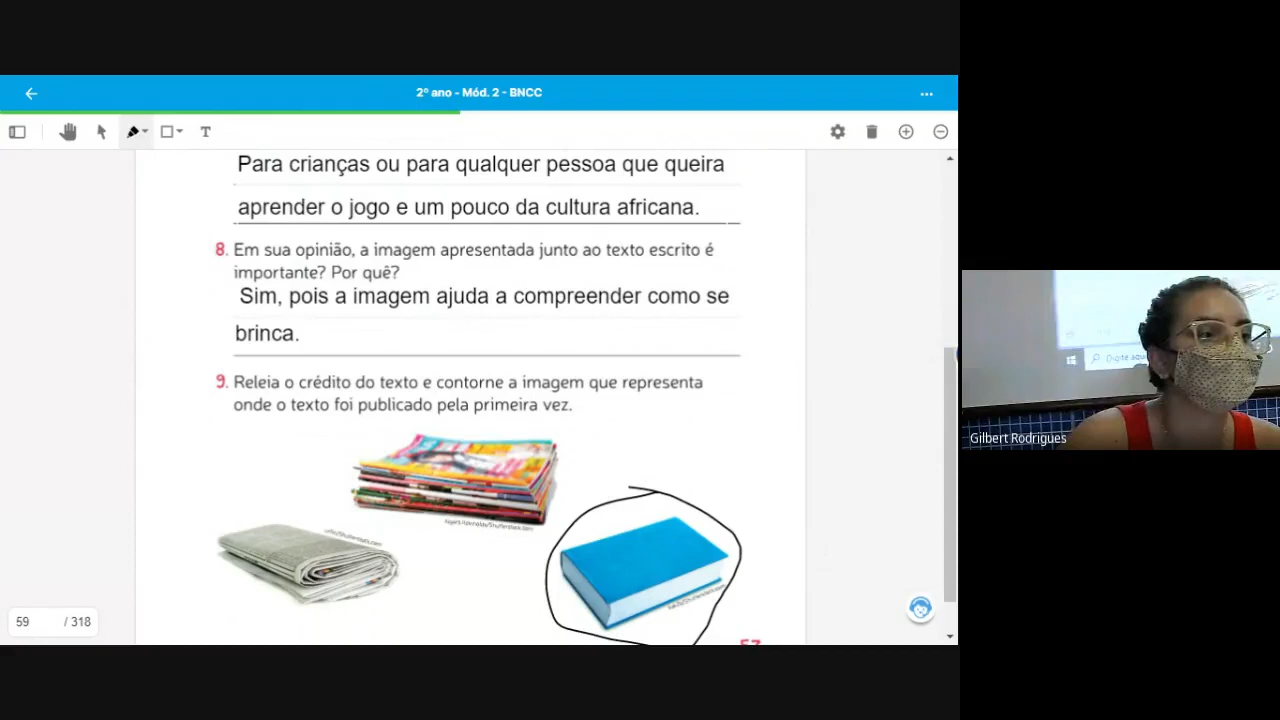 2º ano - Mód. 2 - BNCC
T
Para crianças ou para qualquer pessoa que queira
aprender o jogo e um pouco da cultura africana.
8. Em sua opinião, a imagem apresentada junto ao texto escrito é
importante? Por quê?
Sim, pois a imagem ajuda a compreender como se
brinca.
9. Releia o crédito do texto e contorne a imagem que representa
onde o texto foi publicado pela primeira vez.
59 / 318
57
Digite aqui
Gilbert Rodrigues